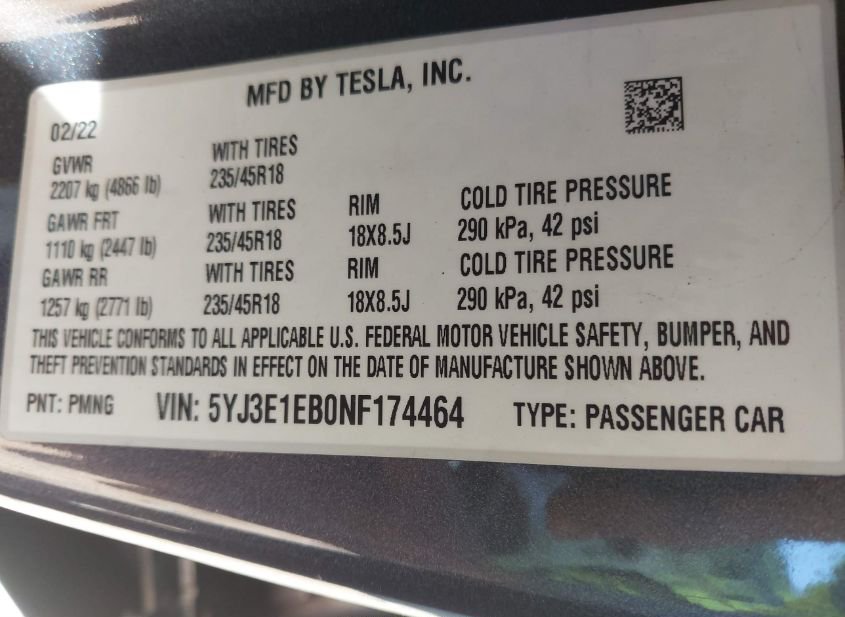 MFD BY TESLA, INC.
02/22
GVWR WITH TIRES
2207 kg (4866 lb) 235/45R18
GAWR FRT WITH TIRES RIM COLD TIRE PRESSURE
1110 kg (2447 lb) 235/45R18 18X8.5J 290 kPa, 42 psi
GAWR RR WITH TIRES RIM COLD TIRE PRESSURE
1257 kg (2771 lb) 235/45R18 18X8.5J 290 kPa, 42 psi
THIS VEHICLE CONFORMS TO ALL APPLICABLE U.S. FEDERAL MOTOR VEHICLE SAFETY, BUMPER, AND
THEFT PREVENTION STANDARDS IN EFFECT ON THE DATE OF MANUFACTURE SHOWN ABOVE.
PNT: PMNG VIN: 5YJ3E1EB0NF174464 TYPE: PASSENGER CAR